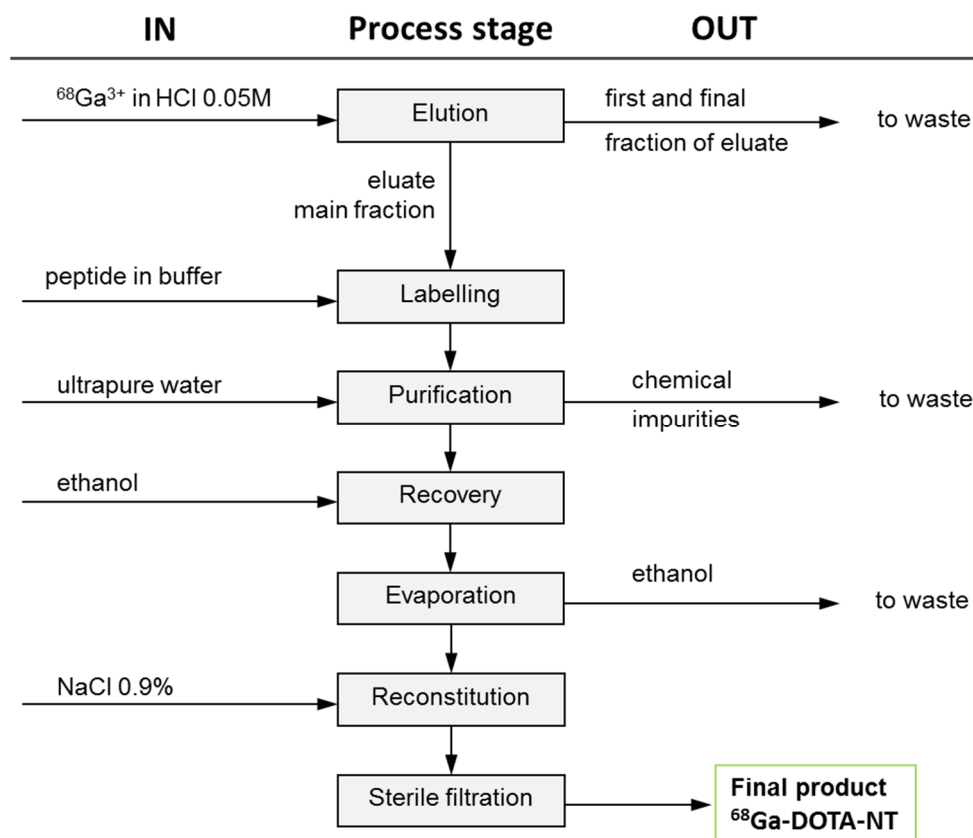 IN Process stage OUT
⁶⁸Ga³⁺ in HCl 0.05M
Elution
first and final
fraction of eluate
to waste
eluate
main fraction
peptide in buffer
Labelling
ultrapure water
Purification
chemical
impurities
to waste
ethanol
Recovery
Evaporation
ethanol
to waste
NaCl 0.9%
Reconstitution
Sterile filtration
Final product
⁶⁸Ga-DOTA-NT